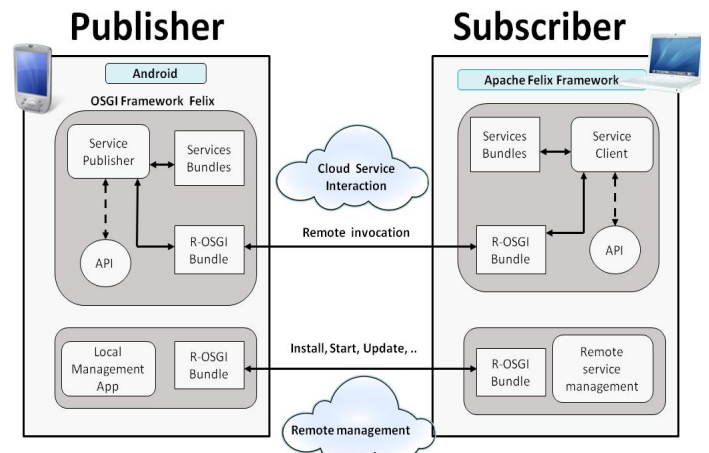 Publisher
Subscriber
Android
OSGI Framework Felix
Service
Publisher
Services
Bundles
API
R-OSGI
Bundle
Local
Management
App
R-OSGI
Bundle
Cloud Service
Interaction
Remote invocation
Install, Start, Update, ..
Remote management
Apache Felix Framework
Services
Bundles
Service
Client
R-OSGI
Bundle
API
R-OSGI
Bundle
Remote
service
management